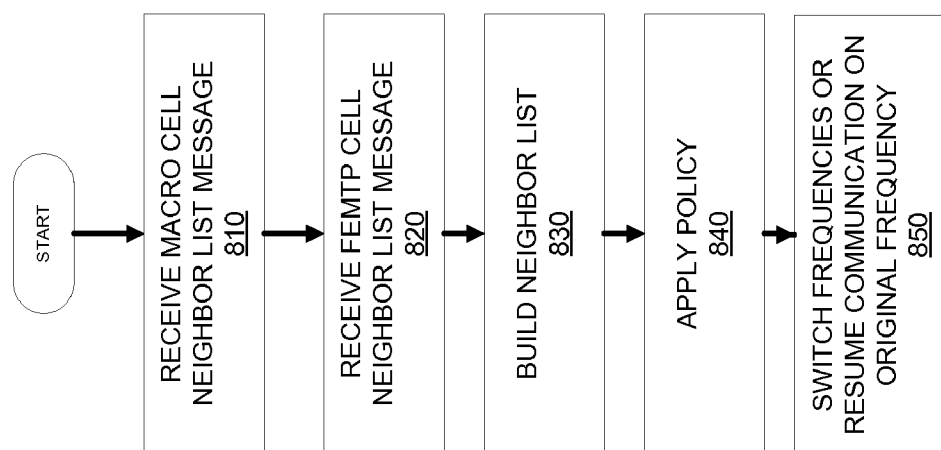 START
RECEIVE MACRO CELL
NEIGHBOR LIST MESSAGE
810
RECEIVE FEMTP CELL
NEIGHBOR LIST MESSAGE
820
BUILD NEIGHBOR LIST
830
APPLY POLICY
840
SWITCH FREQUENCIES OR
RESUME COMMUNICATION ON
ORIGINAL FREQUENCY
850